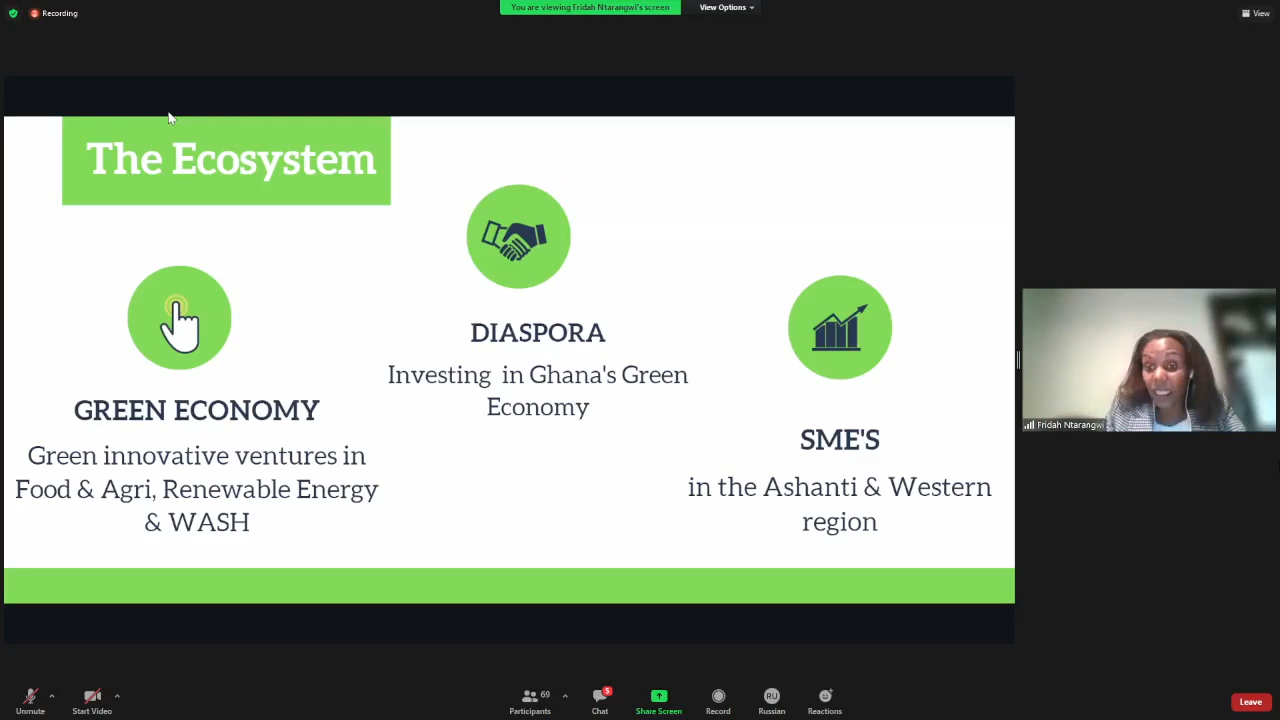 Recording
You are viewing Fridah Ntarangwi's screen
View Options
View
The Ecosystem
DIASPORA
Investing in Ghana's Green
Economy
GREEN ECONOMY
Green innovative ventures in
Food & Agri, Renewable Energy
& WASH
SME'S
in the Ashanti & Western
region
Fridah Ntarangwi
Unmute
Start Video
69
Participants
5
Chat
Share Screen
Record
RU
Russian
Reactions
Leave